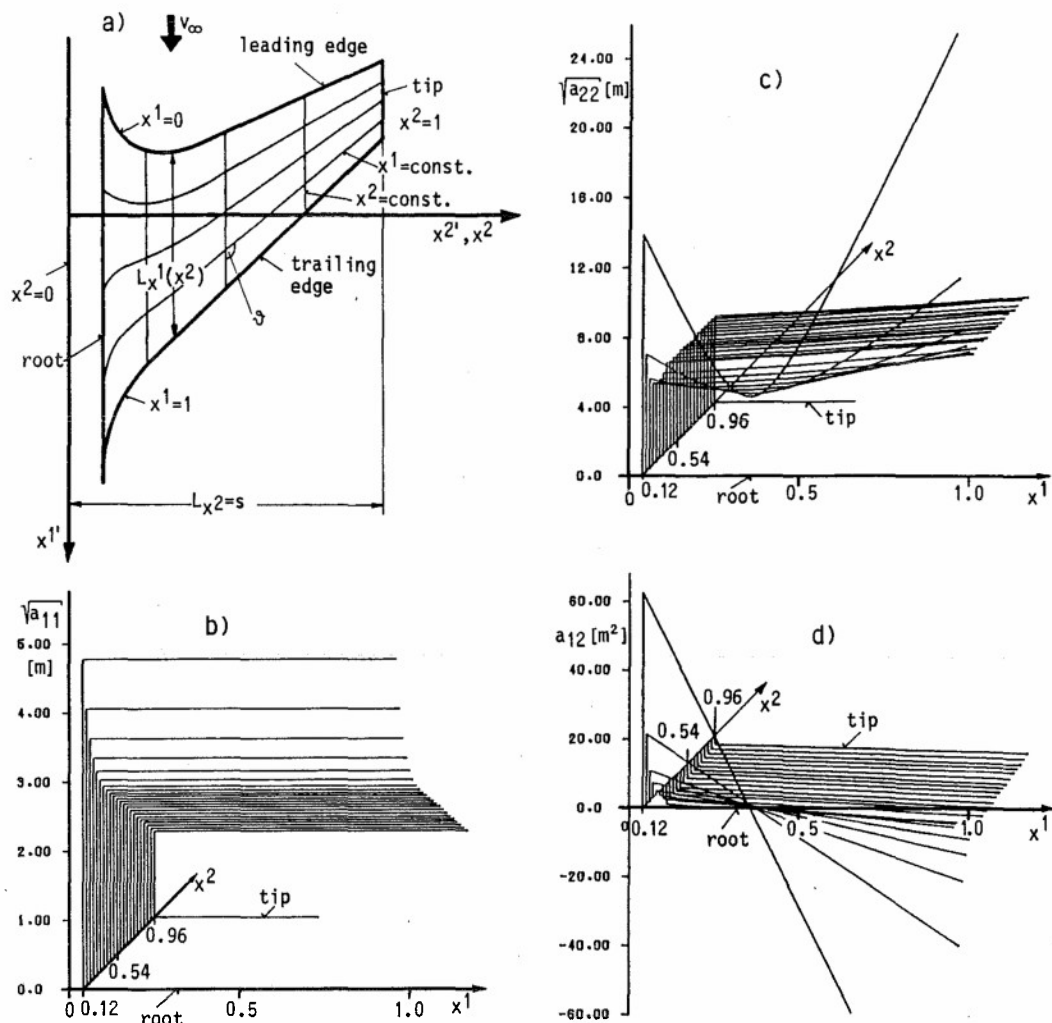 a)
v∞
leading edge
tip
x¹=0
x²=1
x¹=const.
x²=const.
x²', x²
Lx¹(x²)
x²=0
trailing
edge
ϑ
root
x¹=1
Lx²=s
x¹'
b)
√a11
[m]
5.00
4.00
3.00
2.00
1.00
0.0
x²
tip
0.96
0.54
0 0.12 0.5 1.0 x¹
root
c)
24.00
√a22 [m]
20.00
16.00
12.00
8.00
4.00
0.0
x²
0.96
tip
0.54
root
0 0.12 0.5 1.0 x¹
d)
60.00
a12 [m²]
40.00
20.00
0.0
-20.00
-40.00
-60.00
0.96
x²
0.54
tip
0 0.12 0.5 1.0
root
x¹